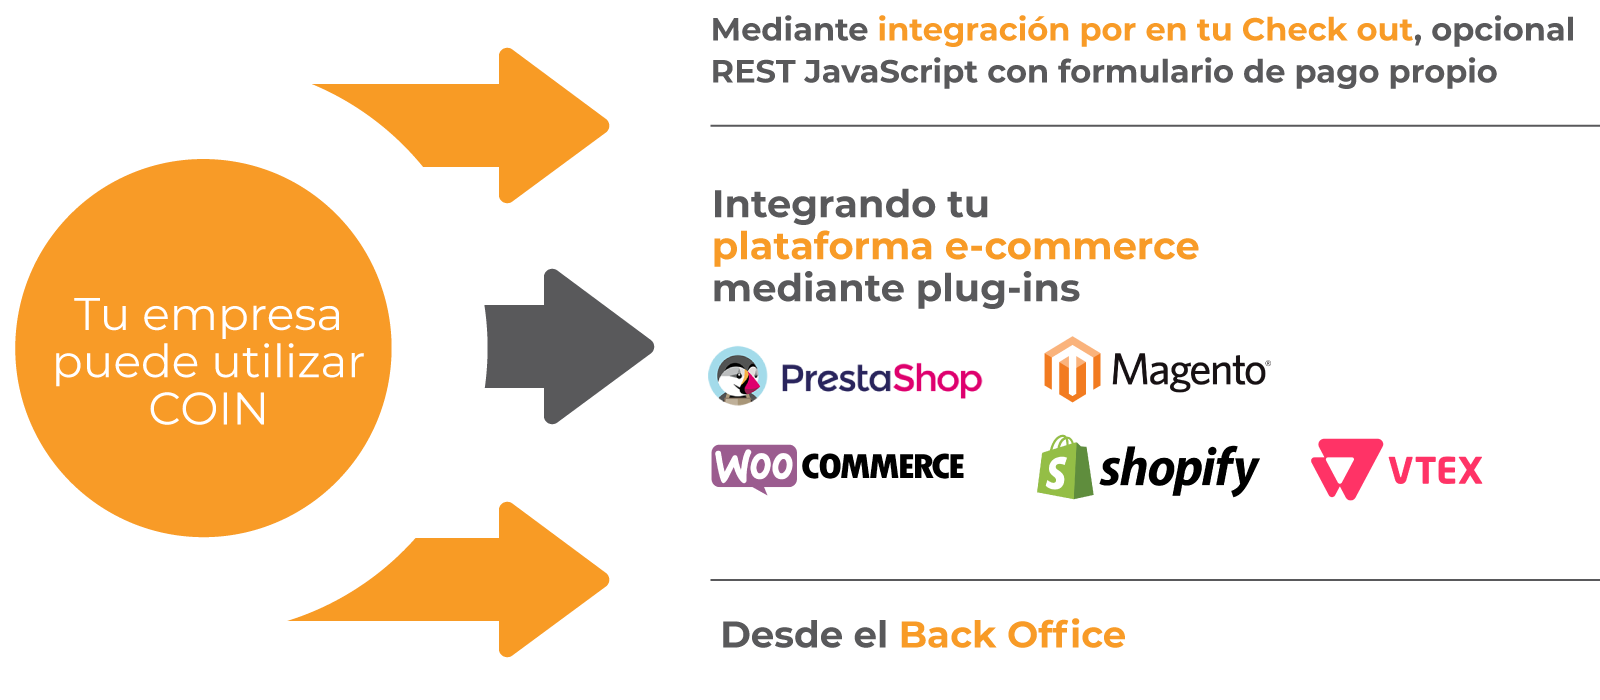 Mediante integración por en tu Check out, opcional
REST JavaScript con formulario de pago propio
Tu empresa
puede utilizar
COIN
Integrando tu
plataforma e-commerce
mediante plug-ins
PrestaShop
Magento®
WOO COMMERCE
S shopify
VTEX
Desde el Back Office